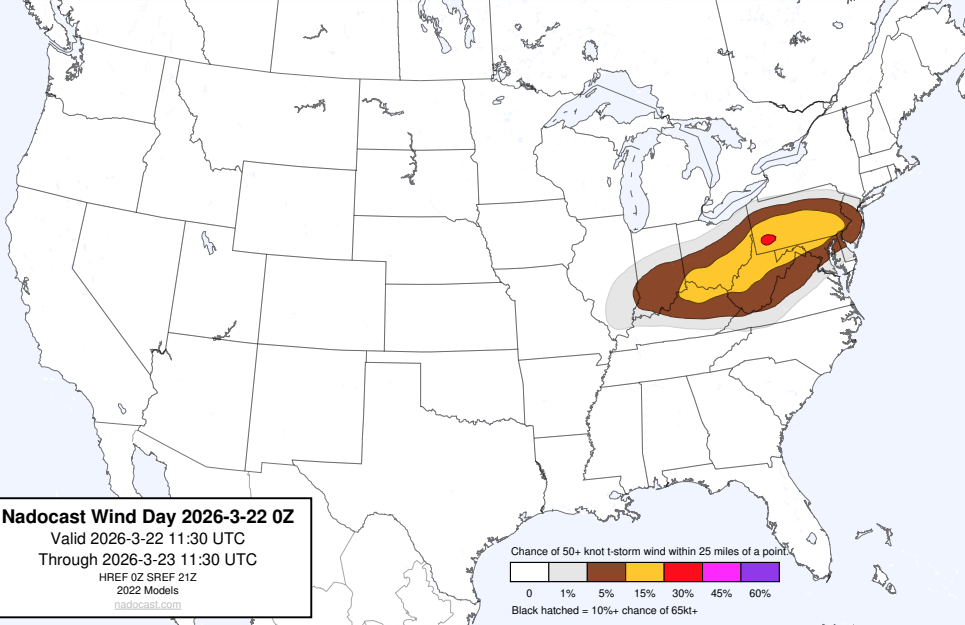 Nadocast Wind Day 2026-3-22 0Z
Valid 2026-3-22 11:30 UTC
Through 2026-3-23 11:30 UTC
HREF 0Z SREF 21Z
2022 Models
nadocast.com
Chance of 50+ knot t-storm wind within 25 miles of a point.
0 1% 5% 15% 30% 45% 60%
Black hatched = 10%+ chance of 65kt+